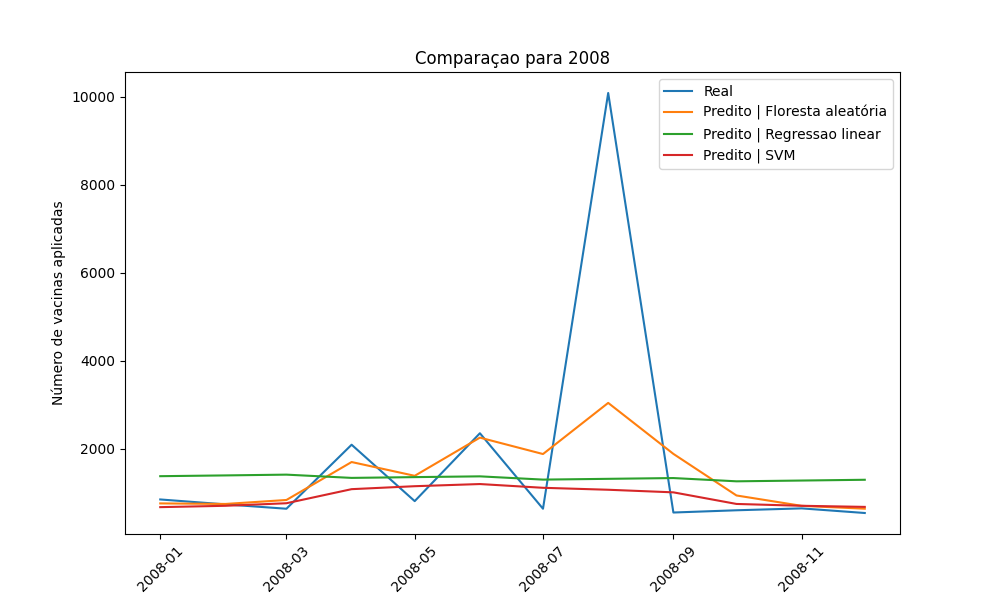 Comparaçao para 2008
Real
Predito | Floresta aleatória
Predito | Regressao linear
Predito | SVM
Número de vacinas aplicadas
10000
8000
6000
4000
2000
2008-01
2008-03
2008-05
2008-07
2008-09
2008-11